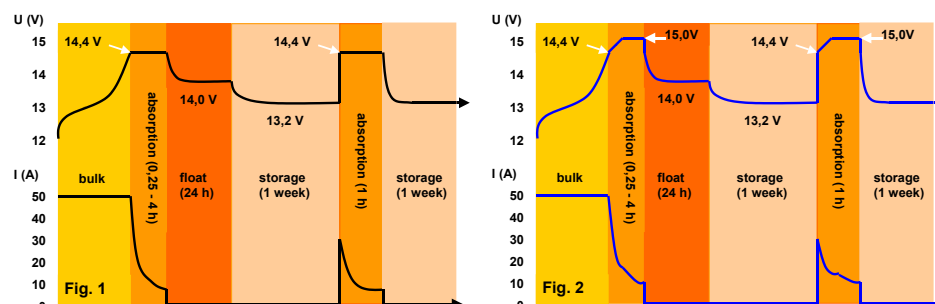 U (V)
15
14
13
12
14,4 V
14,0 V
13,2 V
14,4 V
absorption (0,25 - 4 h)
absorption (1 h)
I (A)
bulk
float
(24 h)
storage
(1 week)
storage
(1 week)
50
40
30
20
10
0
Fig. 1
U (V)
15
14
13
12
14,4 V
15,0V
14,0 V
13,2 V
14,4 V
15,0V
absorption (0,25 - 4 h)
absorption (1 h)
I (A)
bulk
float
(24 h)
storage
(1 week)
storage
(1 week)
50
40
30
20
10
0
Fig. 2